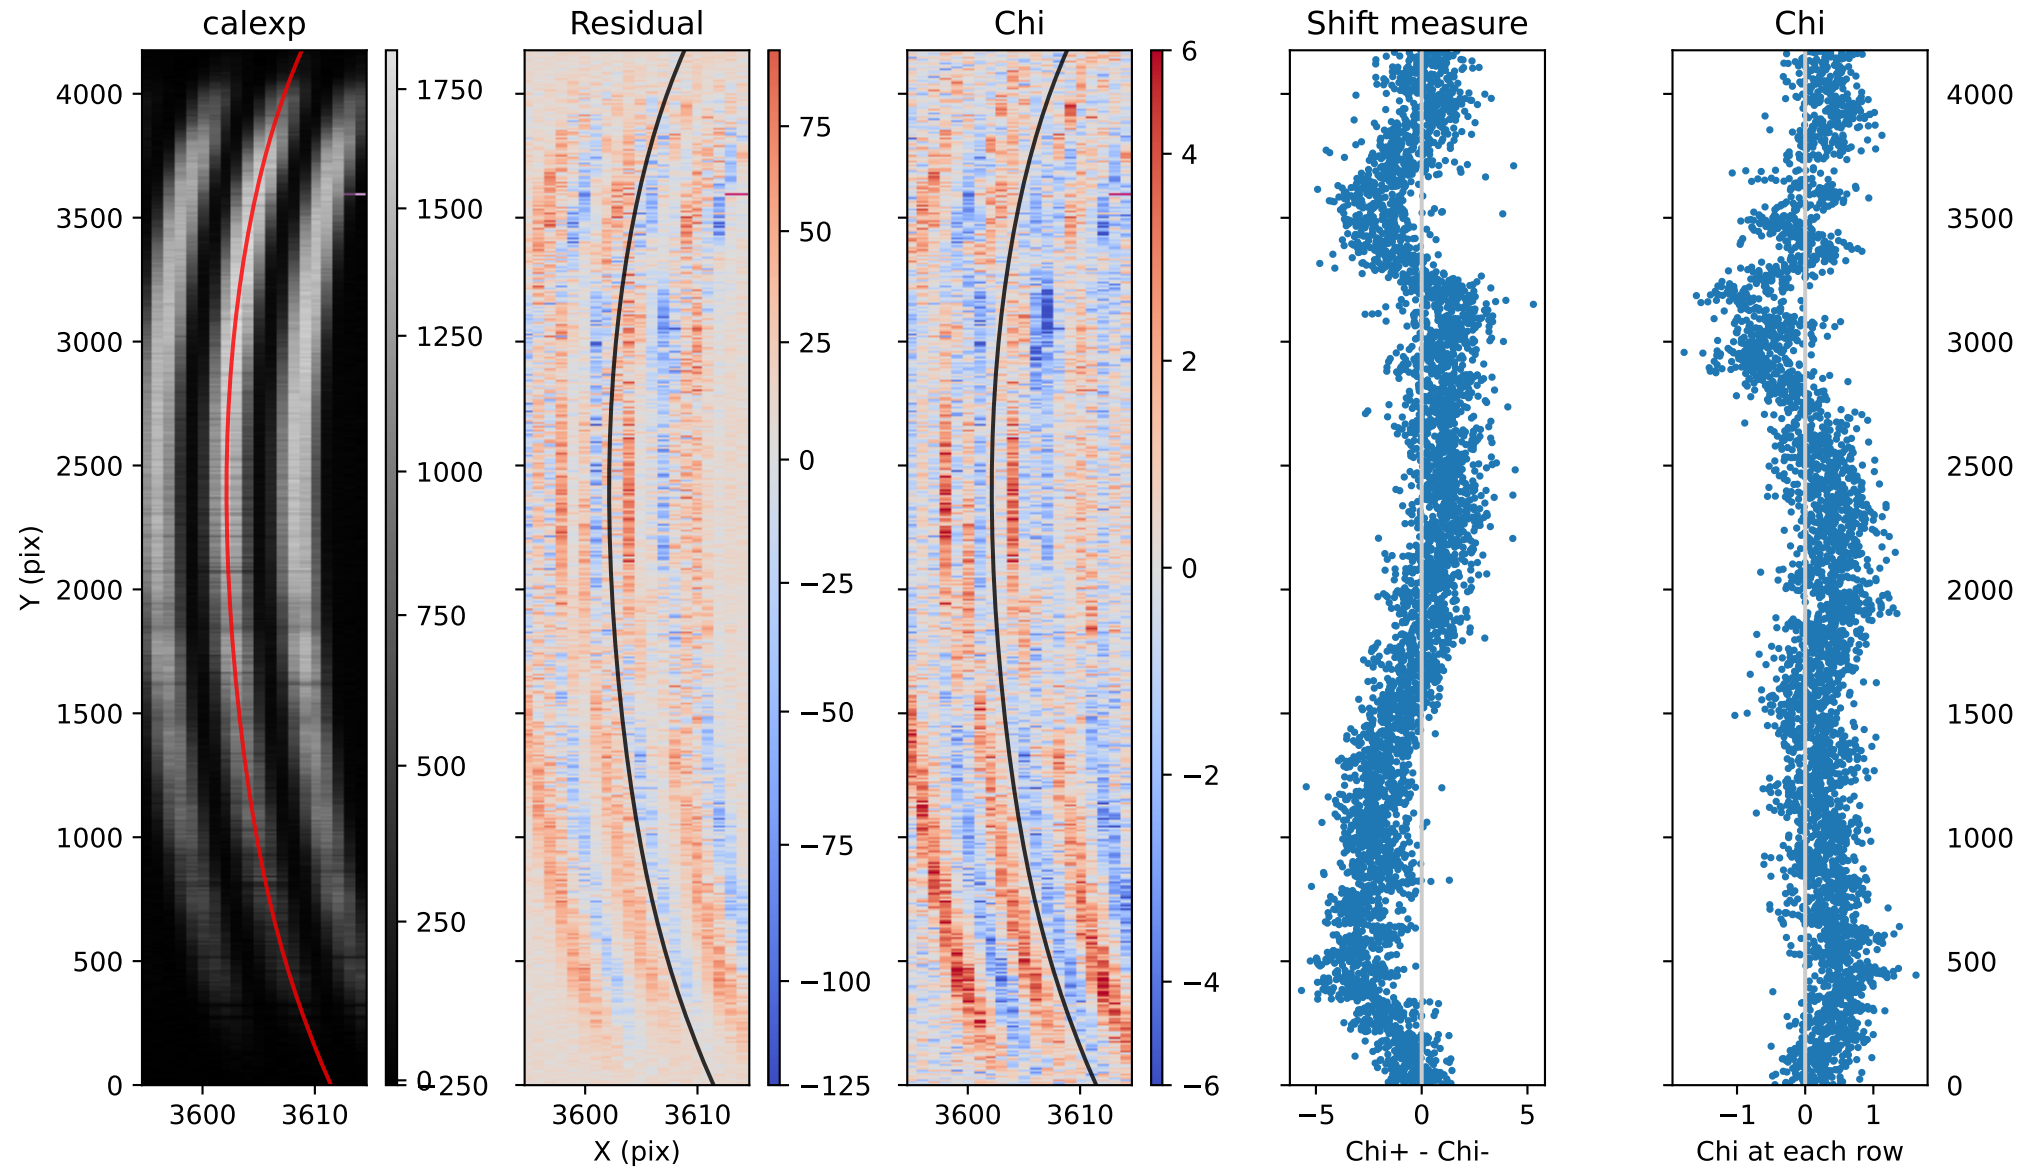 calexp Residual Chi Shift measure Chi
4000 3500 3000 2500 2000 1500 1000 500 0
Y (pix)
3600 3610
1750 1500 1250 1000 750 500 250 0 −250
3600 3610
X (pix)
75 50 25 0 −25 −50 −75 −100 −125
3600 3610
6 4 2 0 −2 −4 −6
−5 0 5
Chi+ - Chi-
−1 0 1
Chi at each row
4000 3500 3000 2500 2000 1500 1000 500 0